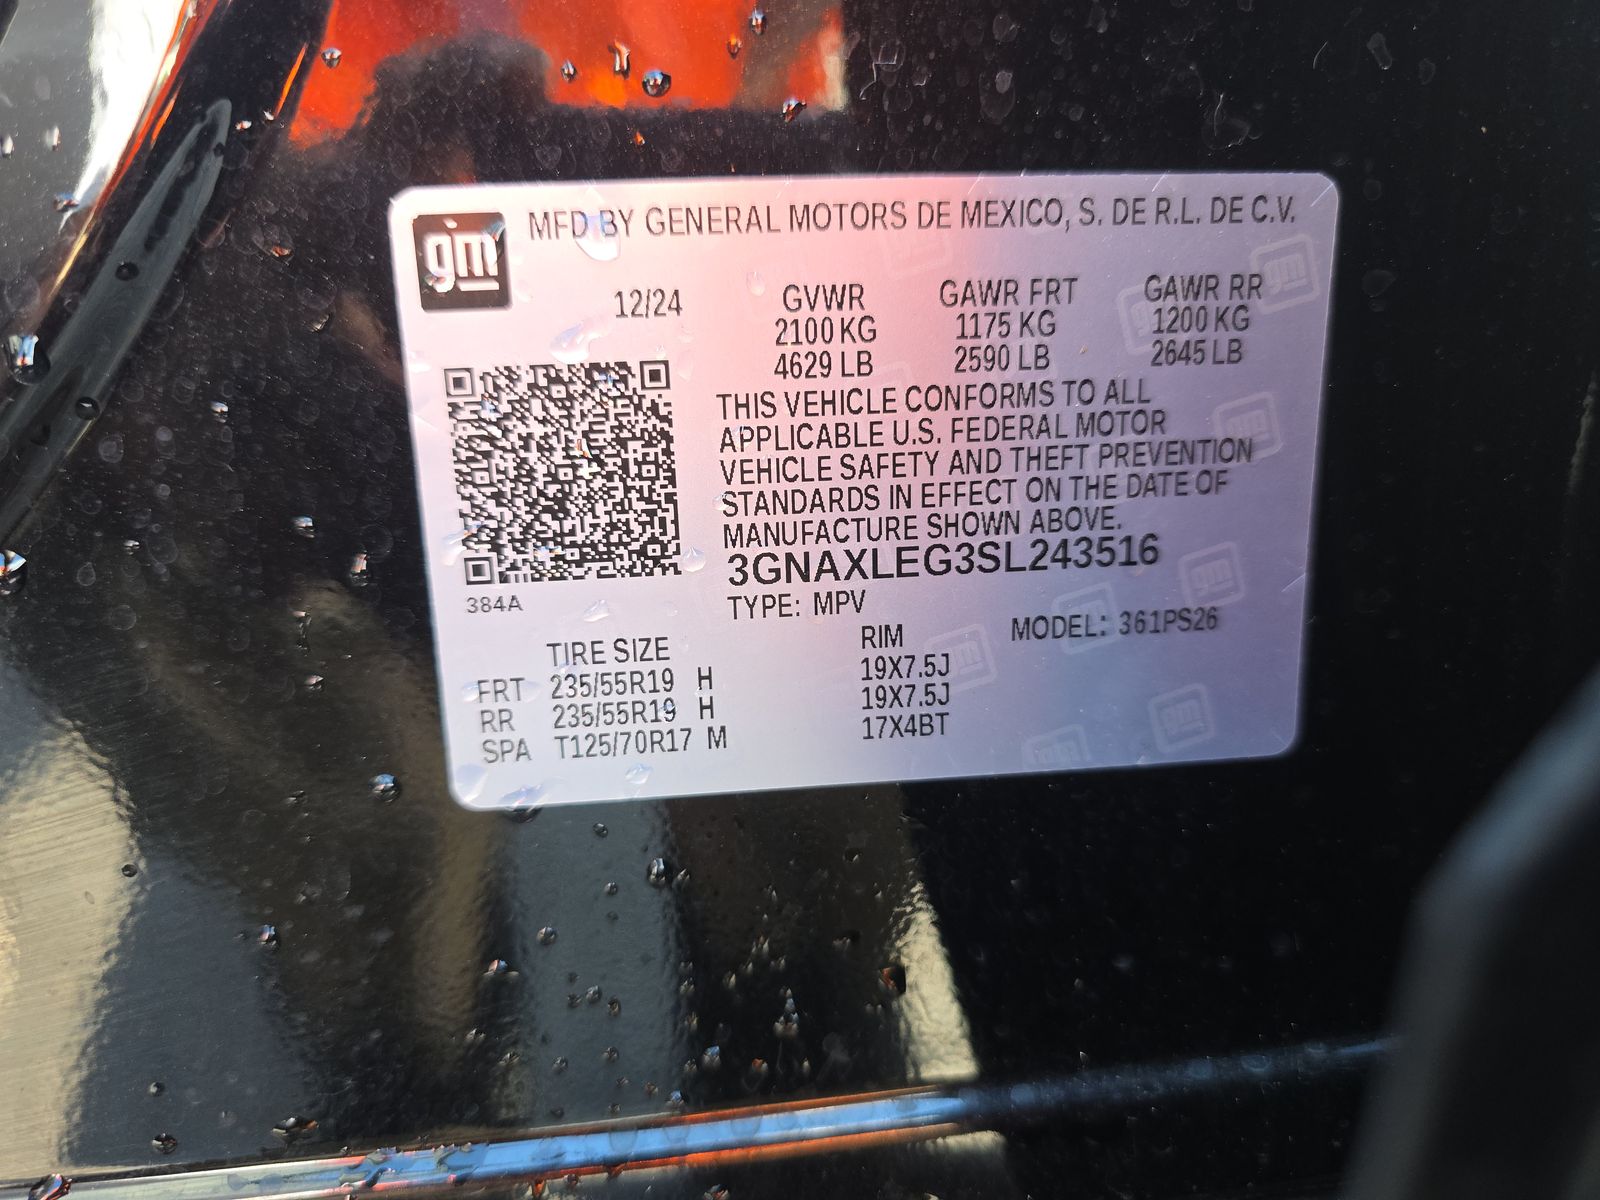 gm
MFD BY GENERAL MOTORS DE MEXICO, S. DE R.L. DE C.V.
12/24 GVWR GAWR FRT GAWR RR
2100 KG 1175 KG 1200 KG
4629 LB 2590 LB 2645 LB
THIS VEHICLE CONFORMS TO ALL
APPLICABLE U.S. FEDERAL MOTOR
VEHICLE SAFETY AND THEFT PREVENTION
STANDARDS IN EFFECT ON THE DATE OF
MANUFACTURE SHOWN ABOVE.
3GNAXLEG3SL243516
384A
TYPE: MPV
MODEL: 361PS26
TIRE SIZE RIM
FRT 235/55R19 H 19X7.5J
RR 235/55R19 H 19X7.5J
SPA T125/70R17 M 17X4BT